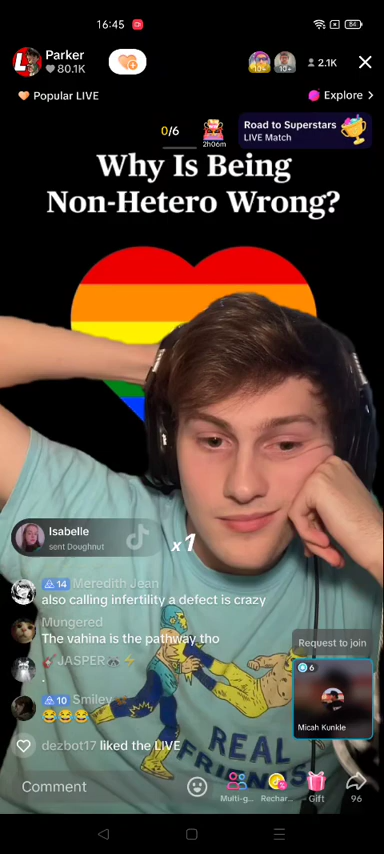 16:45
84
Parker
80.1K
10+
10+
2.1K
Popular LIVE
Explore >
0/6
2h06m
Road to Superstars
LIVE Match
Why Is Being
Non-Hetero Wrong?
Isabelle
sent Doughnut
x1
14 Meredith Jean
also calling infertility a defect is crazy
Mungered
The vahina is the pathway tho
JASPER
.
10 Smiley
😂😂😂
dezbot17 liked the LIVE
Request to join
6
Micah Kunkle
REAL
FRIENDS
Comment
Multi-g...
Rechar...
Gift
96